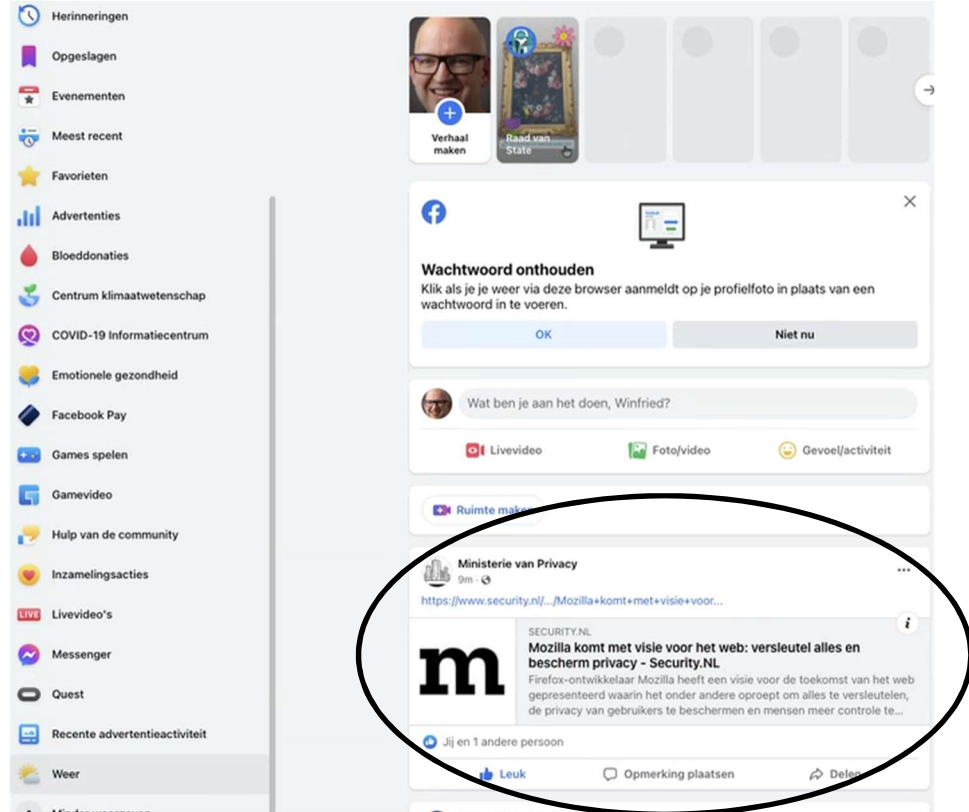 Herinneringen
Opgeslagen
Evenementen
Meest recent
Favorieten
Advertenties
Bloeddonaties
Centrum klimaatwetenschap
COVID-19 Informatiecentrum
Emotionele gezondheid
Facebook Pay
Games spelen
Gamevideo
Hulp van de community
Inzamelingsacties
LIVE Livevideo's
Messenger
Quest
Recente advertentieactiviteit
Weer
Verhaal
maken
Raad van
State
Wachtwoord onthouden
Klik als je je weer via deze browser aanmeldt op je profielfoto in plaats van een
wachtwoord in te voeren.
OK
Niet nu
Wat ben je aan het doen, Winfried?
Livevideo
Foto/video
Gevoel/activiteit
Ruimte maken
Ministerie van Privacy
9m
https://www.security.nl/.../Mozilla+komt+met+visie+voor...
m
SECURITY.NL
Mozilla komt met visie voor het web: versleutel alles en
bescherm privacy - Security.NL
Firefox-ontwikkelaar Mozilla heeft een visie voor de toekomst van het web
gepresenteerd waarin het onder andere oproept om alles te versleutelen,
de privacy van gebruikers te beschermen en mensen meer controle te...
Jij en 1 andere persoon
Leuk
Opmerking plaatsen
Delen